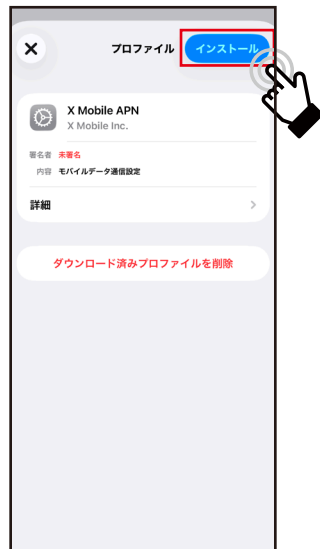 プロファイル
インストール
X Mobile APN
X Mobile Inc.
署名者 未署名
内容 モバイルデータ通信設定
詳細
ダウンロード済みプロファイルを削除